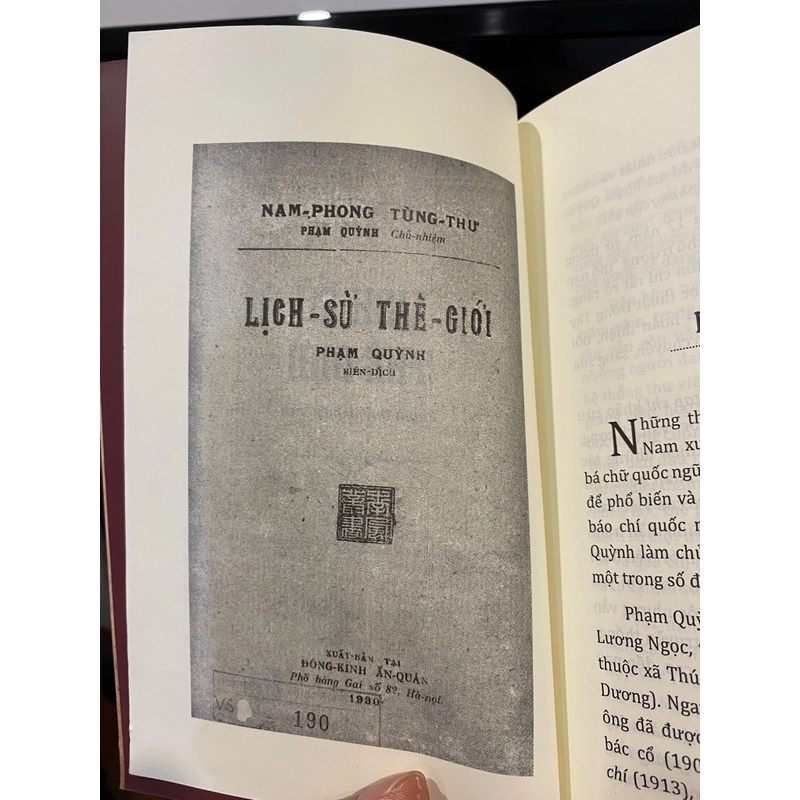 NAM-PHONG TÙNG-THƯ
PHẠM QUỲNH Chủ-nhiệm
LỊCH-SỬ THẾ-GIỚI
PHẠM QUỲNH
BIÊN-DỊCH
XUẤT-BẢN TẠI
ĐÔNG-KINH ẤN-QUÁN
Phố hàng Gai số 82, Hà-nội.
1930
VS
190
Những th
Nam xu
bá chữ quốc ngữ
để phổ biến và
báo chí quốc n
Quỳnh làm chủ
một trong số đ
Phạm Quỳ
Lương Ngọc,
thuộc xã Thú
Dương). Nga
ông đã được
bác cổ (190
chí (1913),